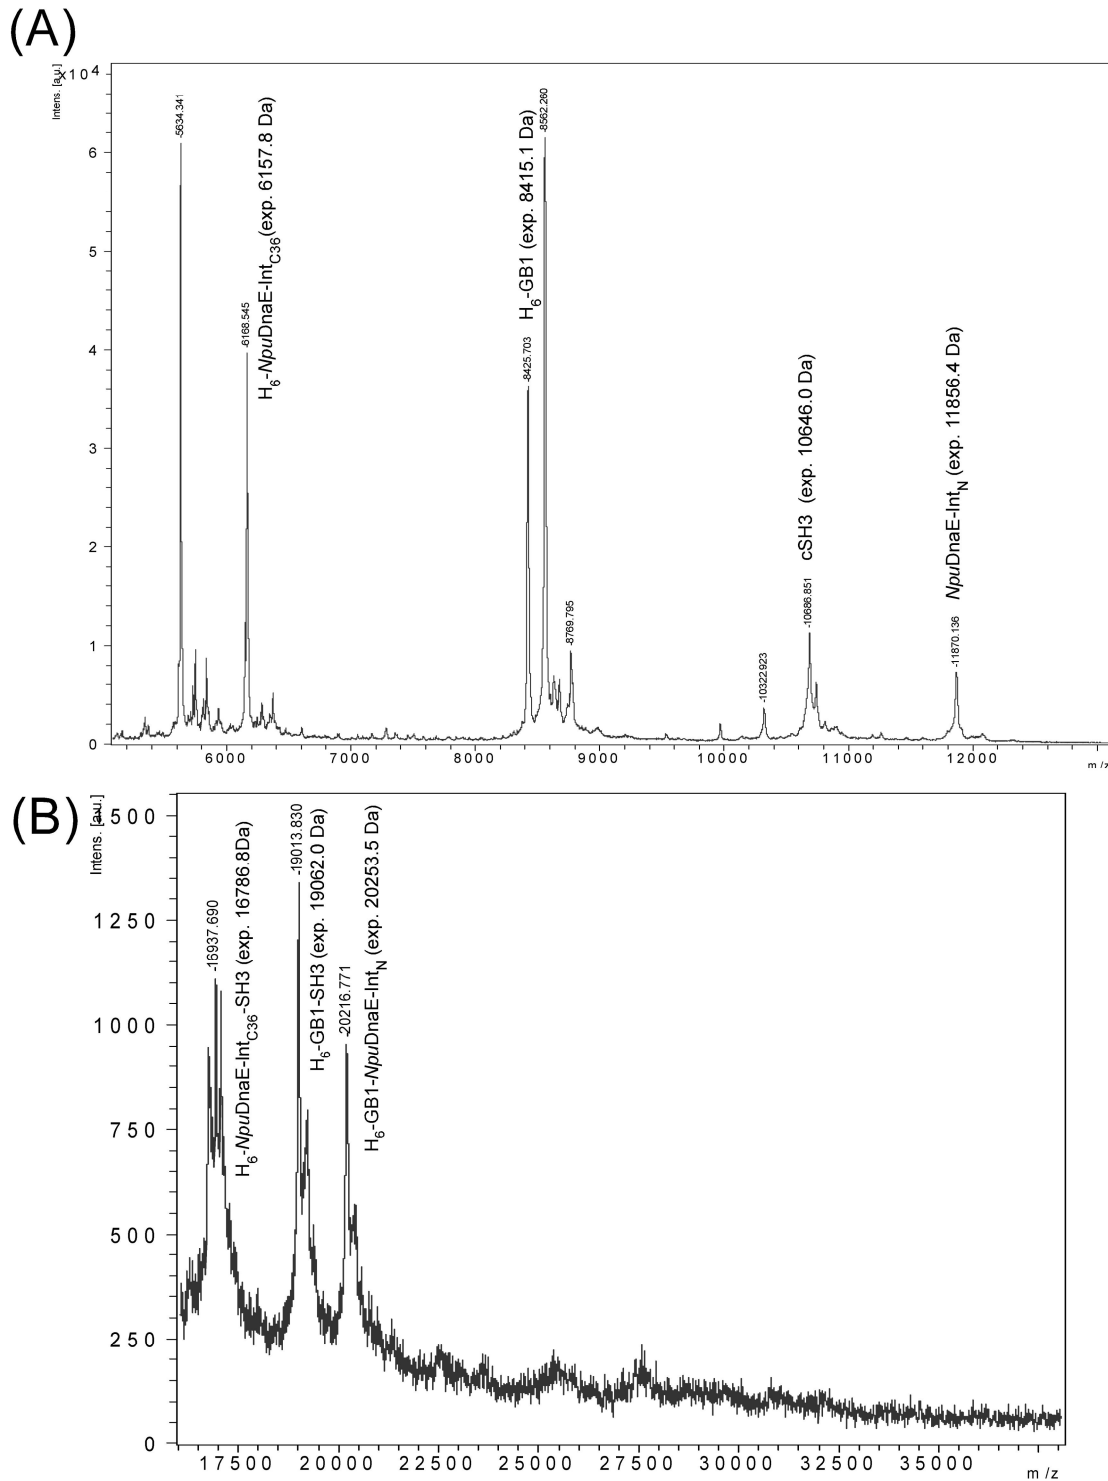 (A)
Intens. [a.u.]
x10⁴
6
5
4
3
2
1
0
5634.341
6168.545
H₆-NpuDnaE-Int_C36 (exp. 6157.8 Da)
8425.703
H₆-GB1 (exp. 8415.1 Da)
8562.260
8769.795
10322.923
10686.851
cSH3 (exp. 10646.0 Da)
11870.136
NpuDnaE-Int_N (exp. 11856.4 Da)
6000 7000 8000 9000 10000 11000 12000
m/z
(B)
Intens. [a.u.]
1500
1250
1000
750
500
250
0
16937.690
H₆-NpuDnaE-Int_C36-SH3 (exp. 16786.8Da)
19013.830
H₆-GB1-SH3 (exp. 19062.0 Da)
20216.771
H₆-GB1-NpuDnaE-Int_N (exp. 20253.5 Da)
17500 20000 22500 25000 27500 30000 32500 35000
m/z